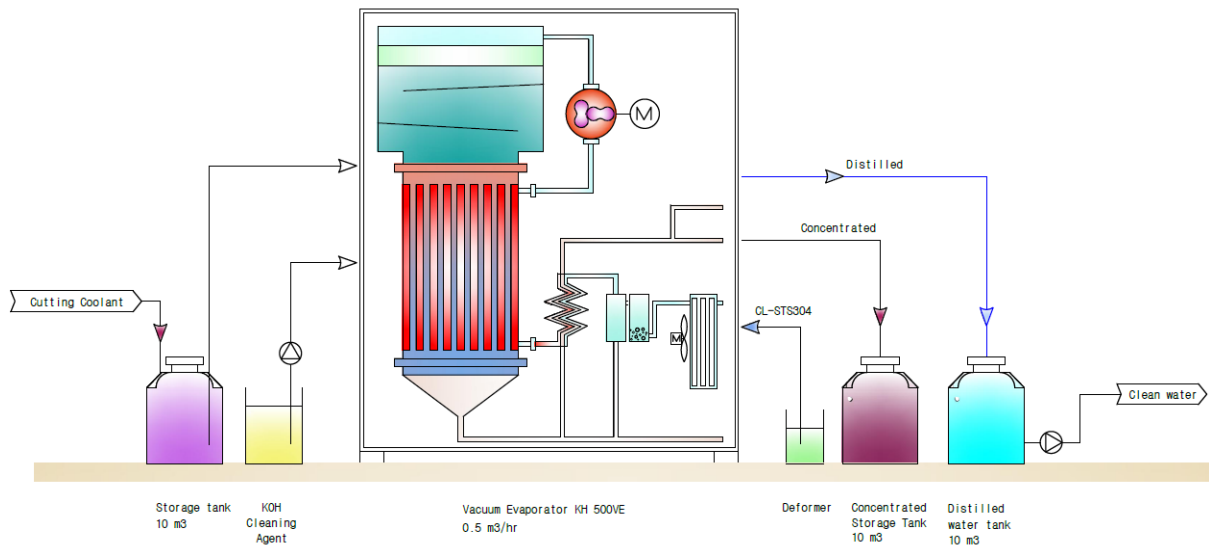 M
Distilled
Concentrated
Cutting Coolant
CL-STS304
M
Clean water
Storage tank
10 m3
KOH
Cleaning
Agent
Vacuum Evaporator KH 500VE
0.5 m3/hr
Deformer
Concentrated
Storage Tank
10 m3
Distilled
water tank
10 m3